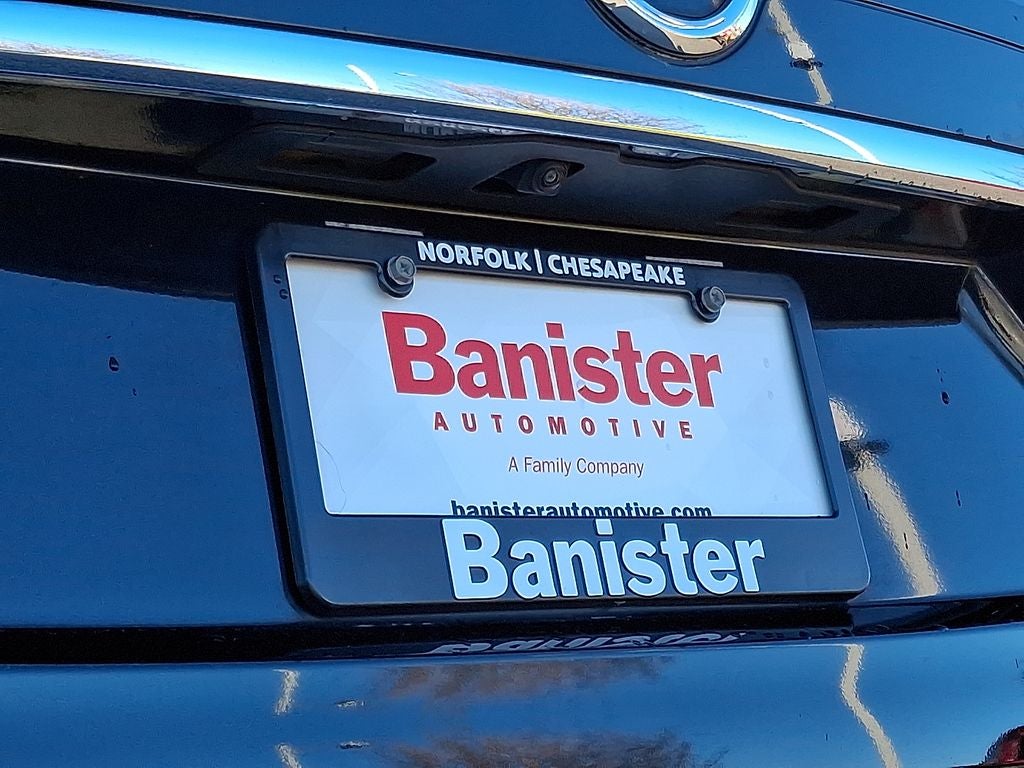 NORFOLK | CHESAPEAKE
Banister
AUTOMOTIVE
A Family Company
banisterautomotive.com
Banister